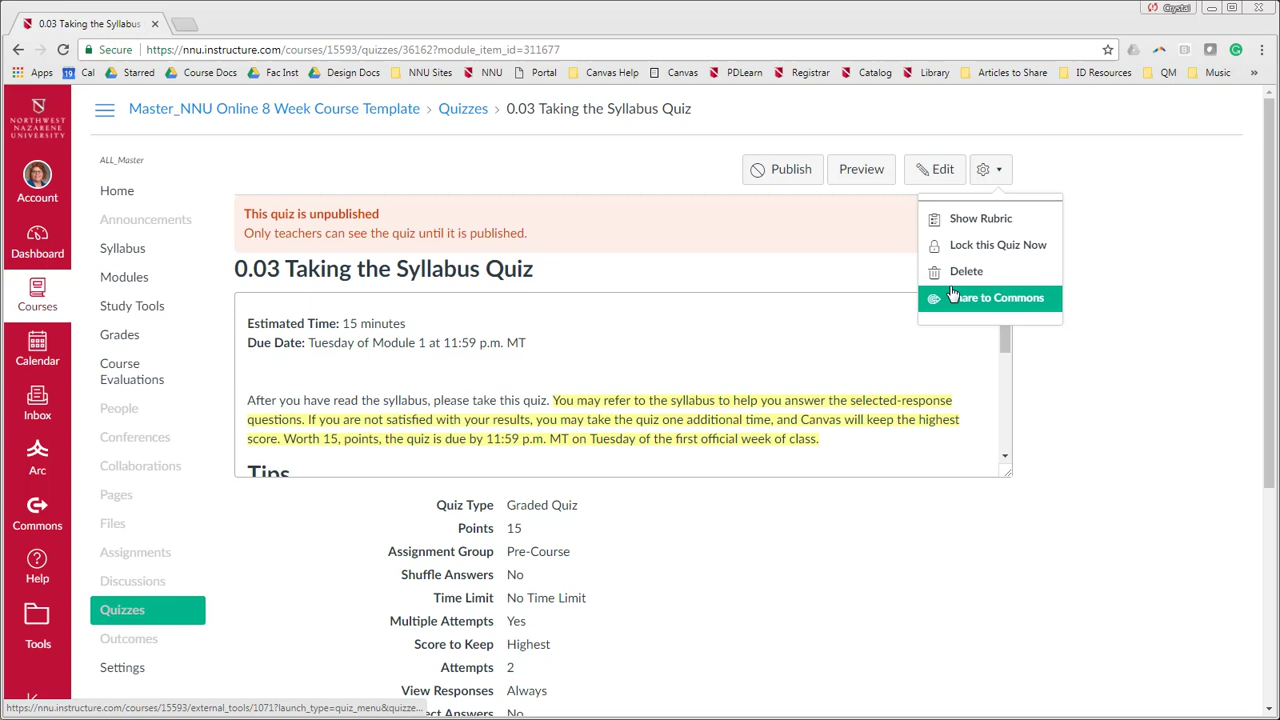 0.03 Taking the Syllabus
Crystal
Secure
https://nnu.instructure.com/courses/15593/quizzes/36162?module_item_id=311677
Apps
19 Cal
Starred
Course Docs
Fac Inst
Design Docs
NNU Sites
NNU
Portal
Canvas Help
Canvas
PDLearn
Registrar
Catalog
Library
Articles to Share
ID Resources
QM
Music
»
NORTHWEST
NAZARENE
UNIVERSITY
Account
Dashboard
Courses
Calendar
Inbox
Arc
Commons
Help
Tools
Master_NNU Online 8 Week Course Template › Quizzes › 0.03 Taking the Syllabus Quiz
ALL_Master
Home
Announcements
Syllabus
Modules
Study Tools
Grades
Course
Evaluations
People
Conferences
Collaborations
Pages
Files
Assignments
Discussions
Quizzes
Outcomes
Settings
Publish
Preview
Edit
Show Rubric
Lock this Quiz Now
Delete
Share to Commons
This quiz is unpublished
Only teachers can see the quiz until it is published.
0.03 Taking the Syllabus Quiz
Estimated Time: 15 minutes
Due Date: Tuesday of Module 1 at 11:59 p.m. MT
After you have read the syllabus, please take this quiz. You may refer to the syllabus to help you answer the selected-response
questions. If you are not satisfied with your results, you may take the quiz one additional time, and Canvas will keep the highest
score. Worth 15, points, the quiz is due by 11:59 p.m. MT on Tuesday of the first official week of class.
Tips
Quiz Type Graded Quiz
Points 15
Assignment Group Pre-Course
Shuffle Answers No
Time Limit No Time Limit
Multiple Attempts Yes
Score to Keep Highest
Attempts 2
View Responses Always
ect Answers No
https://nnu.instructure.com/courses/15593/external_tools/1071?launch_type=quiz_menu&quizze...